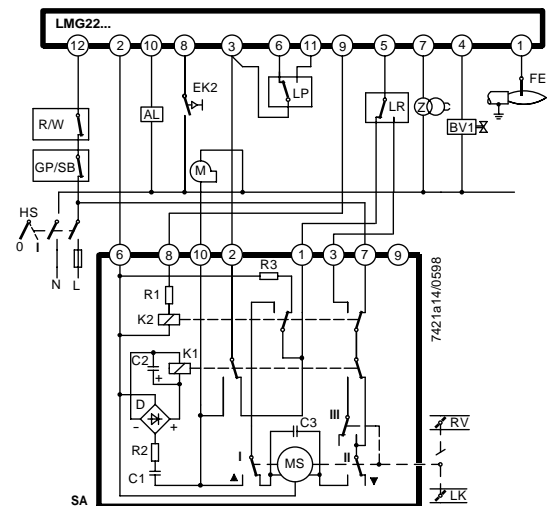 LMG22...
12 2 10 8 3 6 11 9 5 7 4 1
EK2
FE
LP
R/W
AL
LR
Z C
BV1
GP/SB
M
HS
0 I
N L
6 8 10 2 1 3 7 9
R3
R1
K2
7421a14/0598
K1
C2
+
D
C3
III
- +
RV
R2
I
MS
II
C1
SA
LK